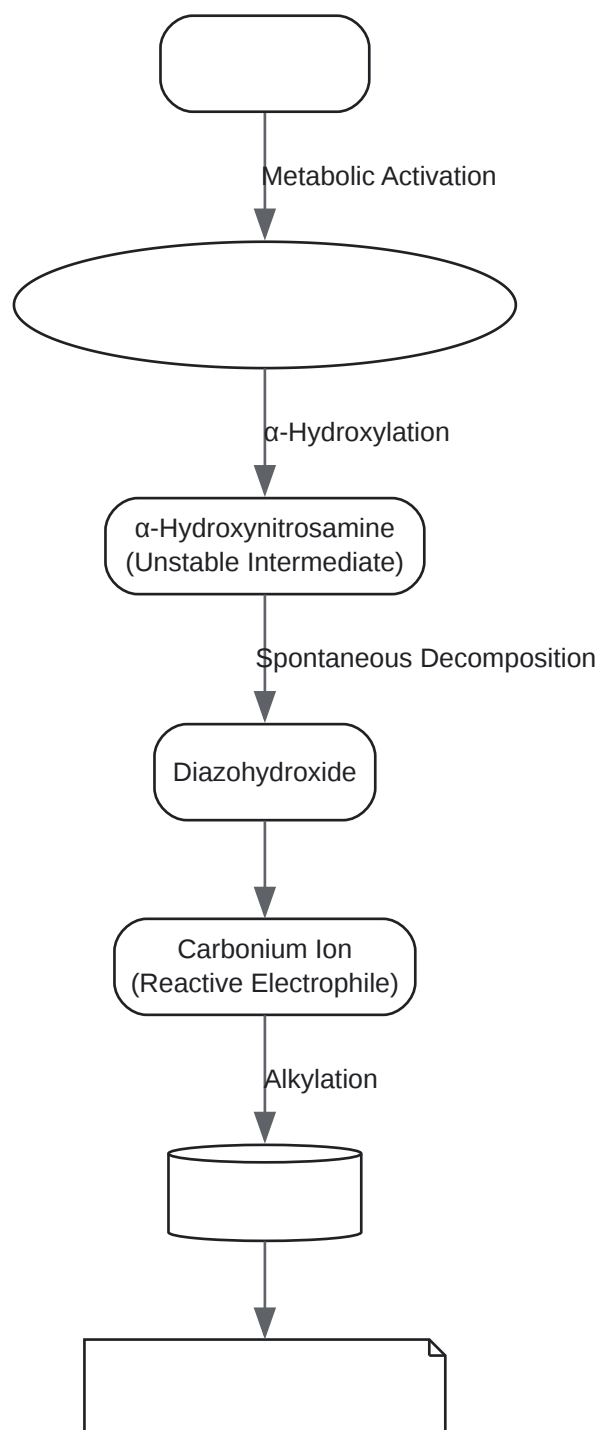 Metabolic Activation
α-Hydroxylation
α-Hydroxynitrosamine
(Unstable Intermediate)
Spontaneous Decomposition
Diazohydroxide
Carbonium Ion
(Reactive Electrophile)
Alkylation